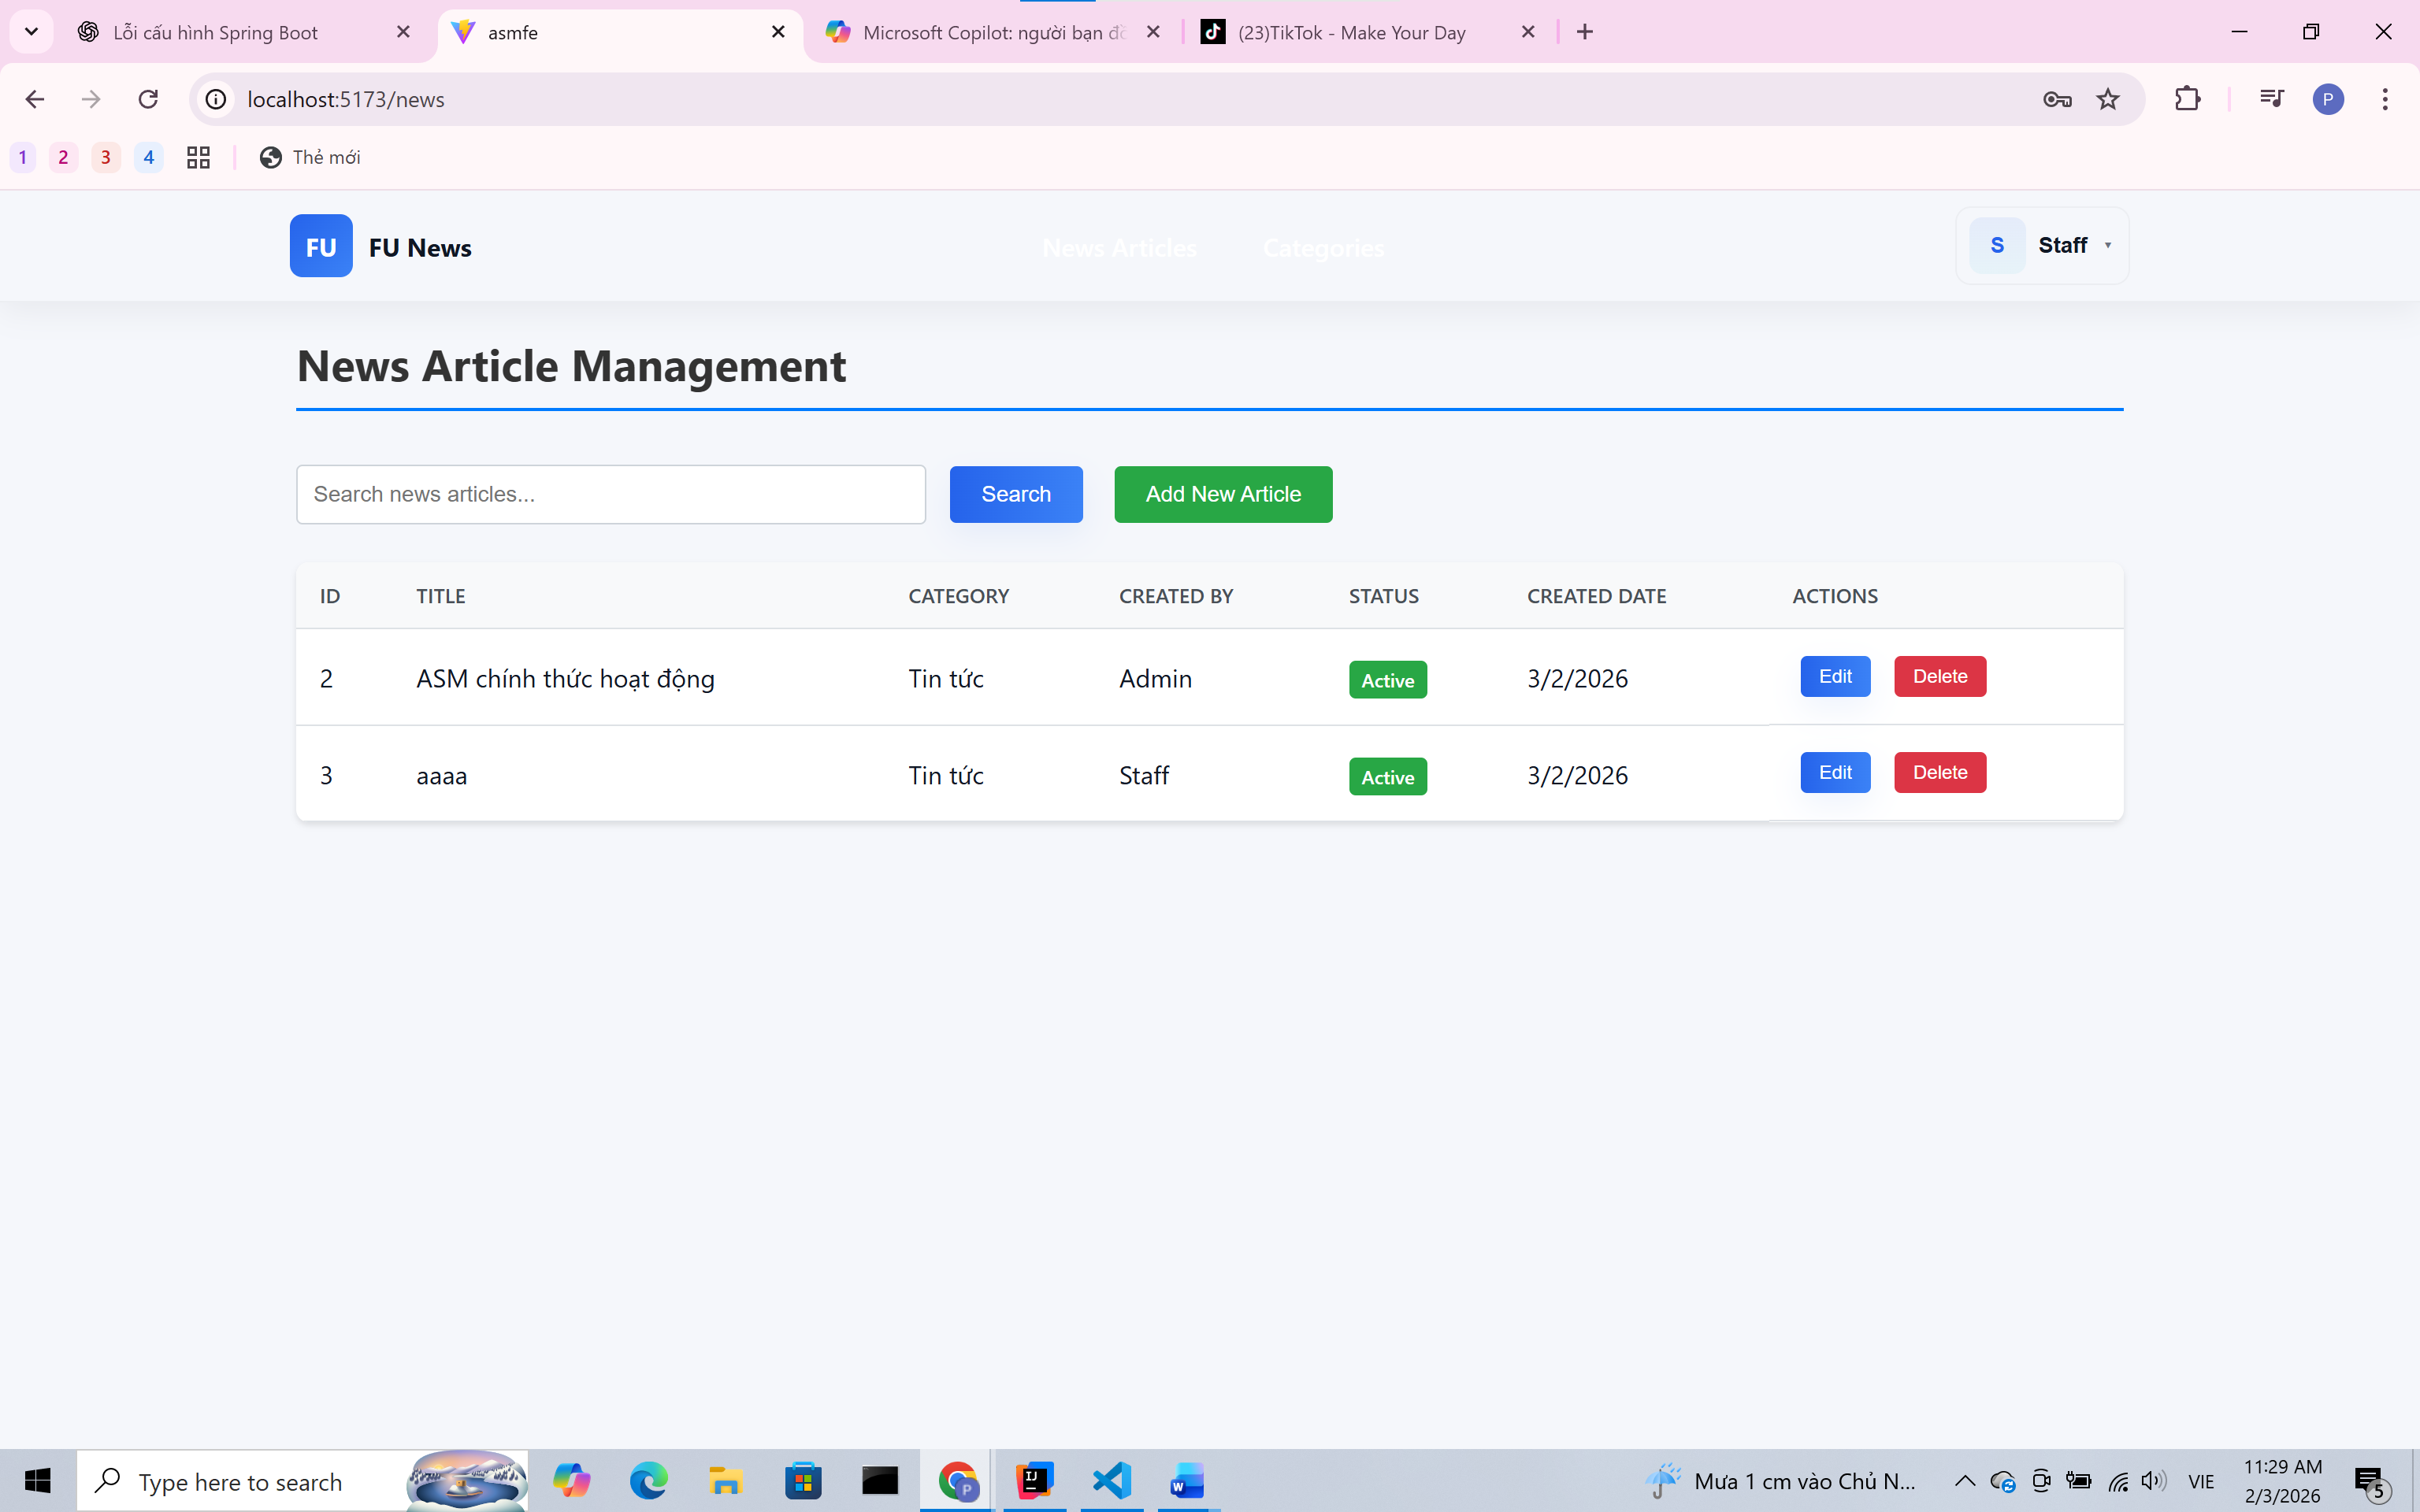 Lỗi cấu hình Spring Boot
asmfe
Microsoft Copilot: người bạn đồ
(23)TikTok - Make Your Day
localhost:5173/news
P
1 2 3 4 Thẻ mới
FU FU News News Articles Categories S Staff
News Article Management
Search news articles... Search Add New Article
ID TITLE CATEGORY CREATED BY STATUS CREATED DATE ACTIONS
2 ASM chính thức hoạt động Tin tức Admin Active 3/2/2026 Edit Delete
3 aaaa Tin tức Staff Active 3/2/2026 Edit Delete
Type here to search
Mưa 1 cm vào Chủ N...
VIE
11:29 AM
2/3/2026
5